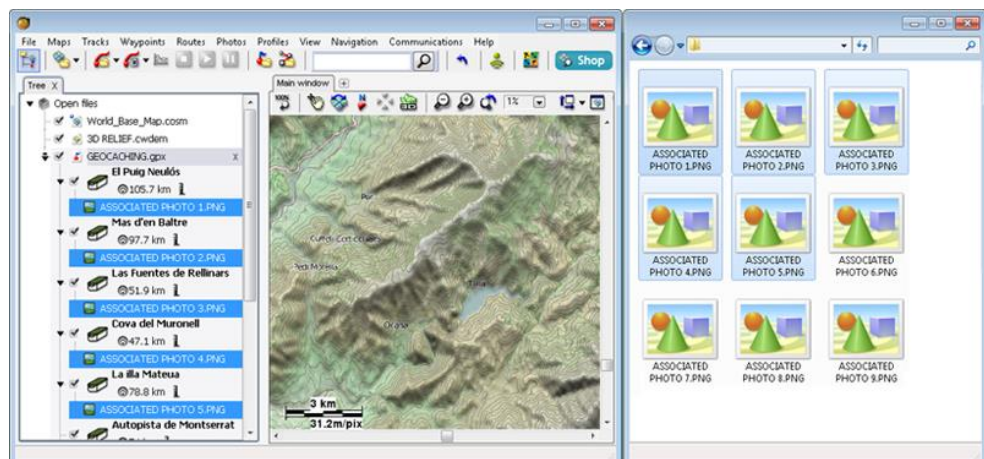 File Maps Tracks Waypoints Routes Photos Profiles View Navigation Communications Help
Shop
Tree X
Open files
World_Base_Map.cosm
3D RELIEF.cwdem
GEOCACHING.gpx x
El Puig Neulós
105.7 km
ASSOCIATED PHOTO 1.PNG
Mas d'en Baltre
97.7 km
ASSOCIATED PHOTO 2.PNG
Las Fuentes de Rellinars
51.9 km
ASSOCIATED PHOTO 3.PNG
Cova del Muronell
47.1 km
ASSOCIATED PHOTO 4.PNG
La illa Mateua
78.8 km
ASSOCIATED PHOTO 5.PNG
Autopista de Montserrat
Main window
100%
1%
3 km
31.2m/pix
ASSOCIATED PHOTO 1.PNG
ASSOCIATED PHOTO 2.PNG
ASSOCIATED PHOTO 3.PNG
ASSOCIATED PHOTO 4.PNG
ASSOCIATED PHOTO 5.PNG
ASSOCIATED PHOTO 6.PNG
ASSOCIATED PHOTO 7.PNG
ASSOCIATED PHOTO 8.PNG
ASSOCIATED PHOTO 9.PNG